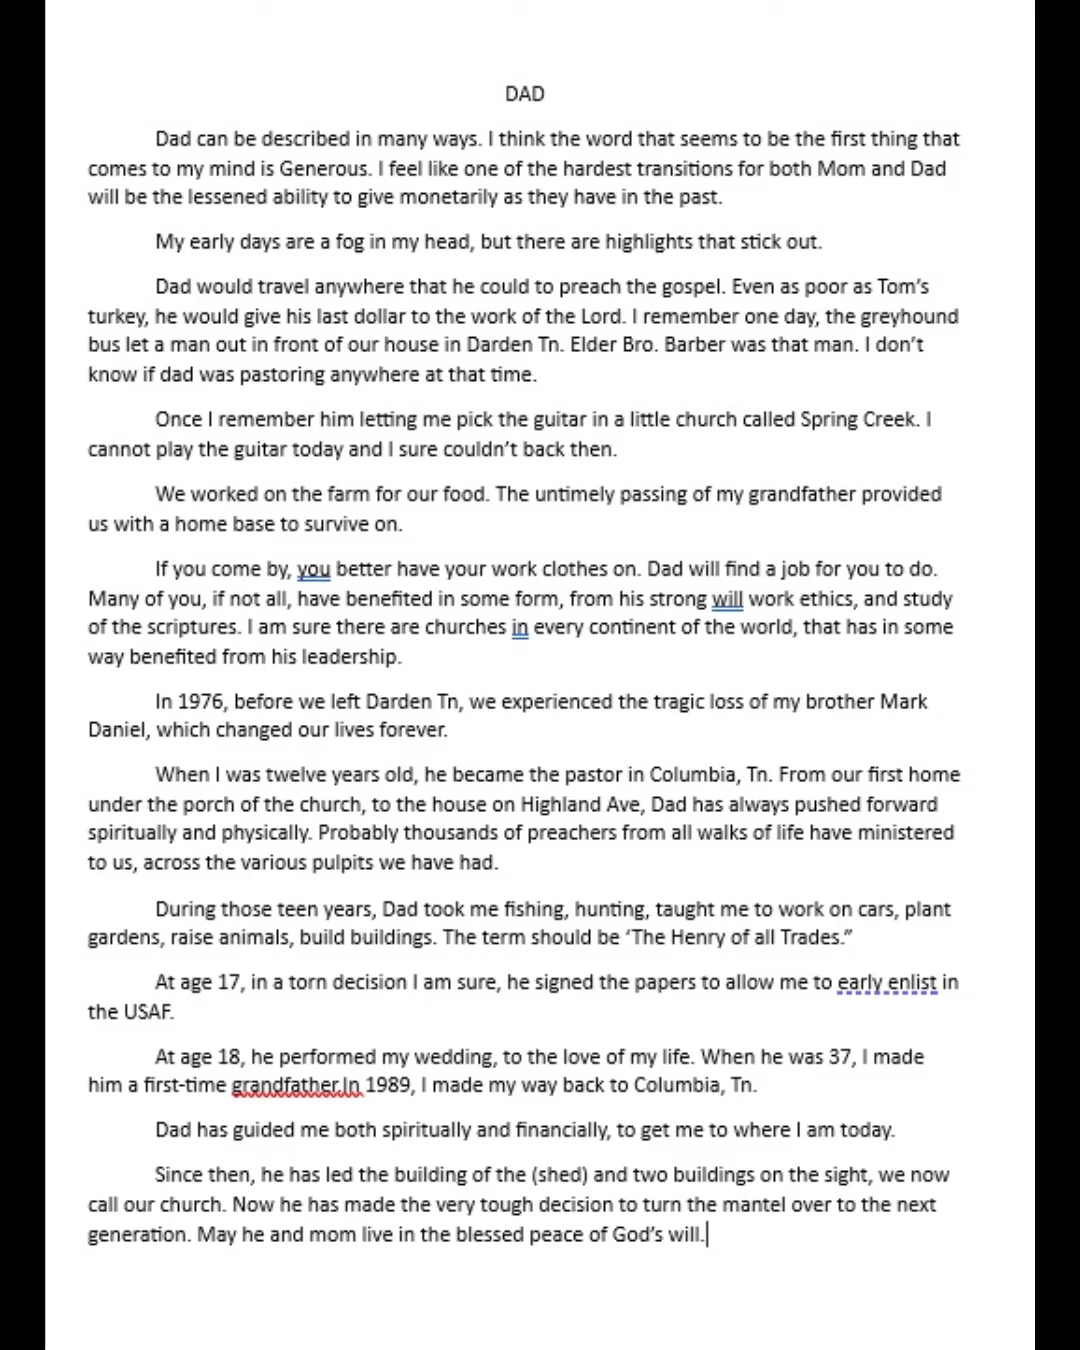 DAD
Dad can be described in many ways. I think the word that seems to be the first thing that
comes to my mind is Generous. I feel like one of the hardest transitions for both Mom and Dad
will be the lessened ability to give monetarily as they have in the past.
My early days are a fog in my head, but there are highlights that stick out.
Dad would travel anywhere that he could to preach the gospel. Even as poor as Tom’s
turkey, he would give his last dollar to the work of the Lord. I remember one day, the greyhound
bus let a man out in front of our house in Darden Tn. Elder Bro. Barber was that man. I don’t
know if dad was pastoring anywhere at that time.
Once I remember him letting me pick the guitar in a little church called Spring Creek. I
cannot play the guitar today and I sure couldn’t back then.
We worked on the farm for our food. The untimely passing of my grandfather provided
us with a home base to survive on.
If you come by, you better have your work clothes on. Dad will find a job for you to do.
Many of you, if not all, have benefited in some form, from his strong will work ethics, and study
of the scriptures. I am sure there are churches in every continent of the world, that has in some
way benefited from his leadership.
In 1976, before we left Darden Tn, we experienced the tragic loss of my brother Mark
Daniel, which changed our lives forever.
When I was twelve years old, he became the pastor in Columbia, Tn. From our first home
under the porch of the church, to the house on Highland Ave, Dad has always pushed forward
spiritually and physically. Probably thousands of preachers from all walks of life have ministered
to us, across the various pulpits we have had.
During those teen years, Dad took me fishing, hunting, taught me to work on cars, plant
gardens, raise animals, build buildings. The term should be ‘The Henry of all Trades.”
At age 17, in a torn decision I am sure, he signed the papers to allow me to early enlist in
the USAF.
At age 18, he performed my wedding, to the love of my life. When he was 37, I made
him a first-time grandfather.In 1989, I made my way back to Columbia, Tn.
Dad has guided me both spiritually and financially, to get me to where I am today.
Since then, he has led the building of the (shed) and two buildings on the sight, we now
call our church. Now he has made the very tough decision to turn the mantel over to the next
generation. May he and mom live in the blessed peace of God’s will.